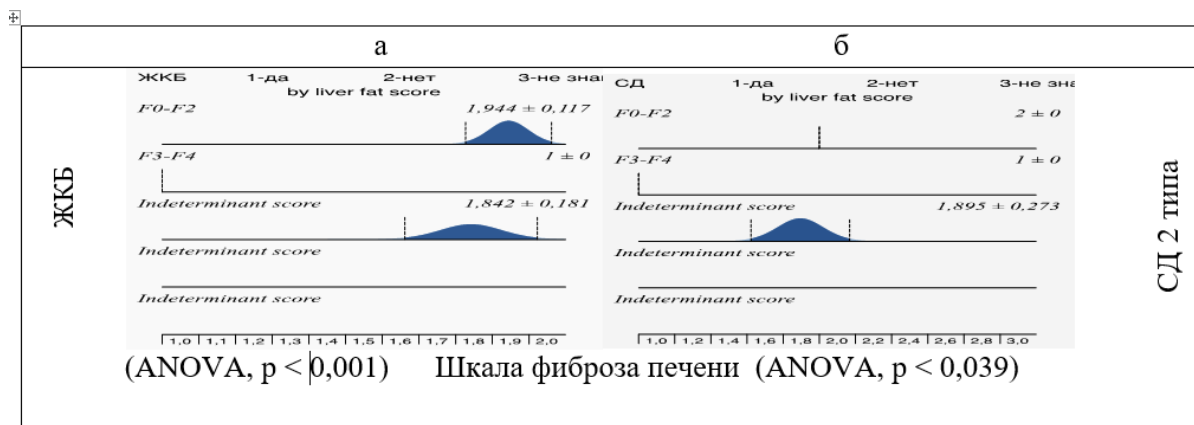 а
б
ЖКБ
ЖКБ 1-да 2-нет 3-не зна
by liver fat score
F0-F2 1,944 ± 0,117
F3-F4 1 ± 0
Indeterminant score 1,842 ± 0,181
Indeterminant score
Indeterminant score
1,0 1,1 1,2 1,3 1,4 1,5 1,6 1,7 1,8 1,9 2,0
СД 1-да 2-нет 3-не зна
by liver fat score
F0-F2 2 ± 0
F3-F4 1 ± 0
Indeterminant score 1,895 ± 0,273
Indeterminant score
Indeterminant score
1,0 1,2 1,4 1,6 1,8 2,0 2,2 2,4 2,6 2,8 3,0
СД 2 типа
(ANOVA, p < 0,001) Шкала фиброза печени (ANOVA, p < 0,039)